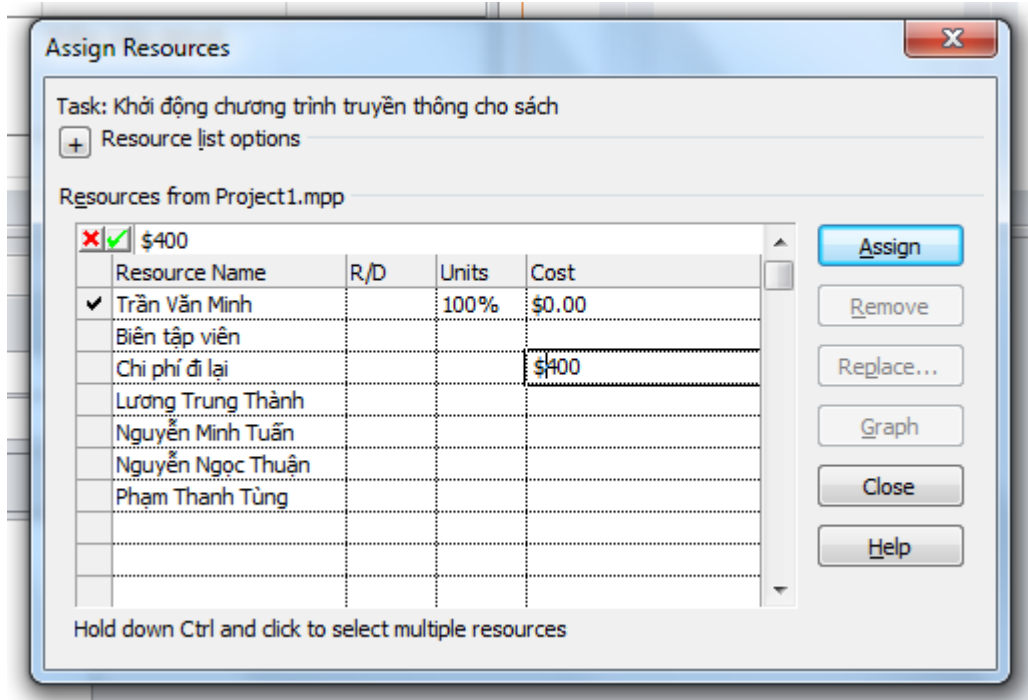 Assign Resources
Task: Khởi động chương trình truyền thông cho sách
+ Resource list options
Resources from Project1.mpp
$400
Resource Name R/D Units Cost
Trần Văn Minh 100% $0.00
Biên tập viên
Chi phí đi lại $400
Lương Trung Thành
Nguyễn Minh Tuấn
Nguyễn Ngọc Thuận
Phạm Thanh Tùng
Assign
Remove
Replace...
Graph
Close
Help
Hold down Ctrl and click to select multiple resources